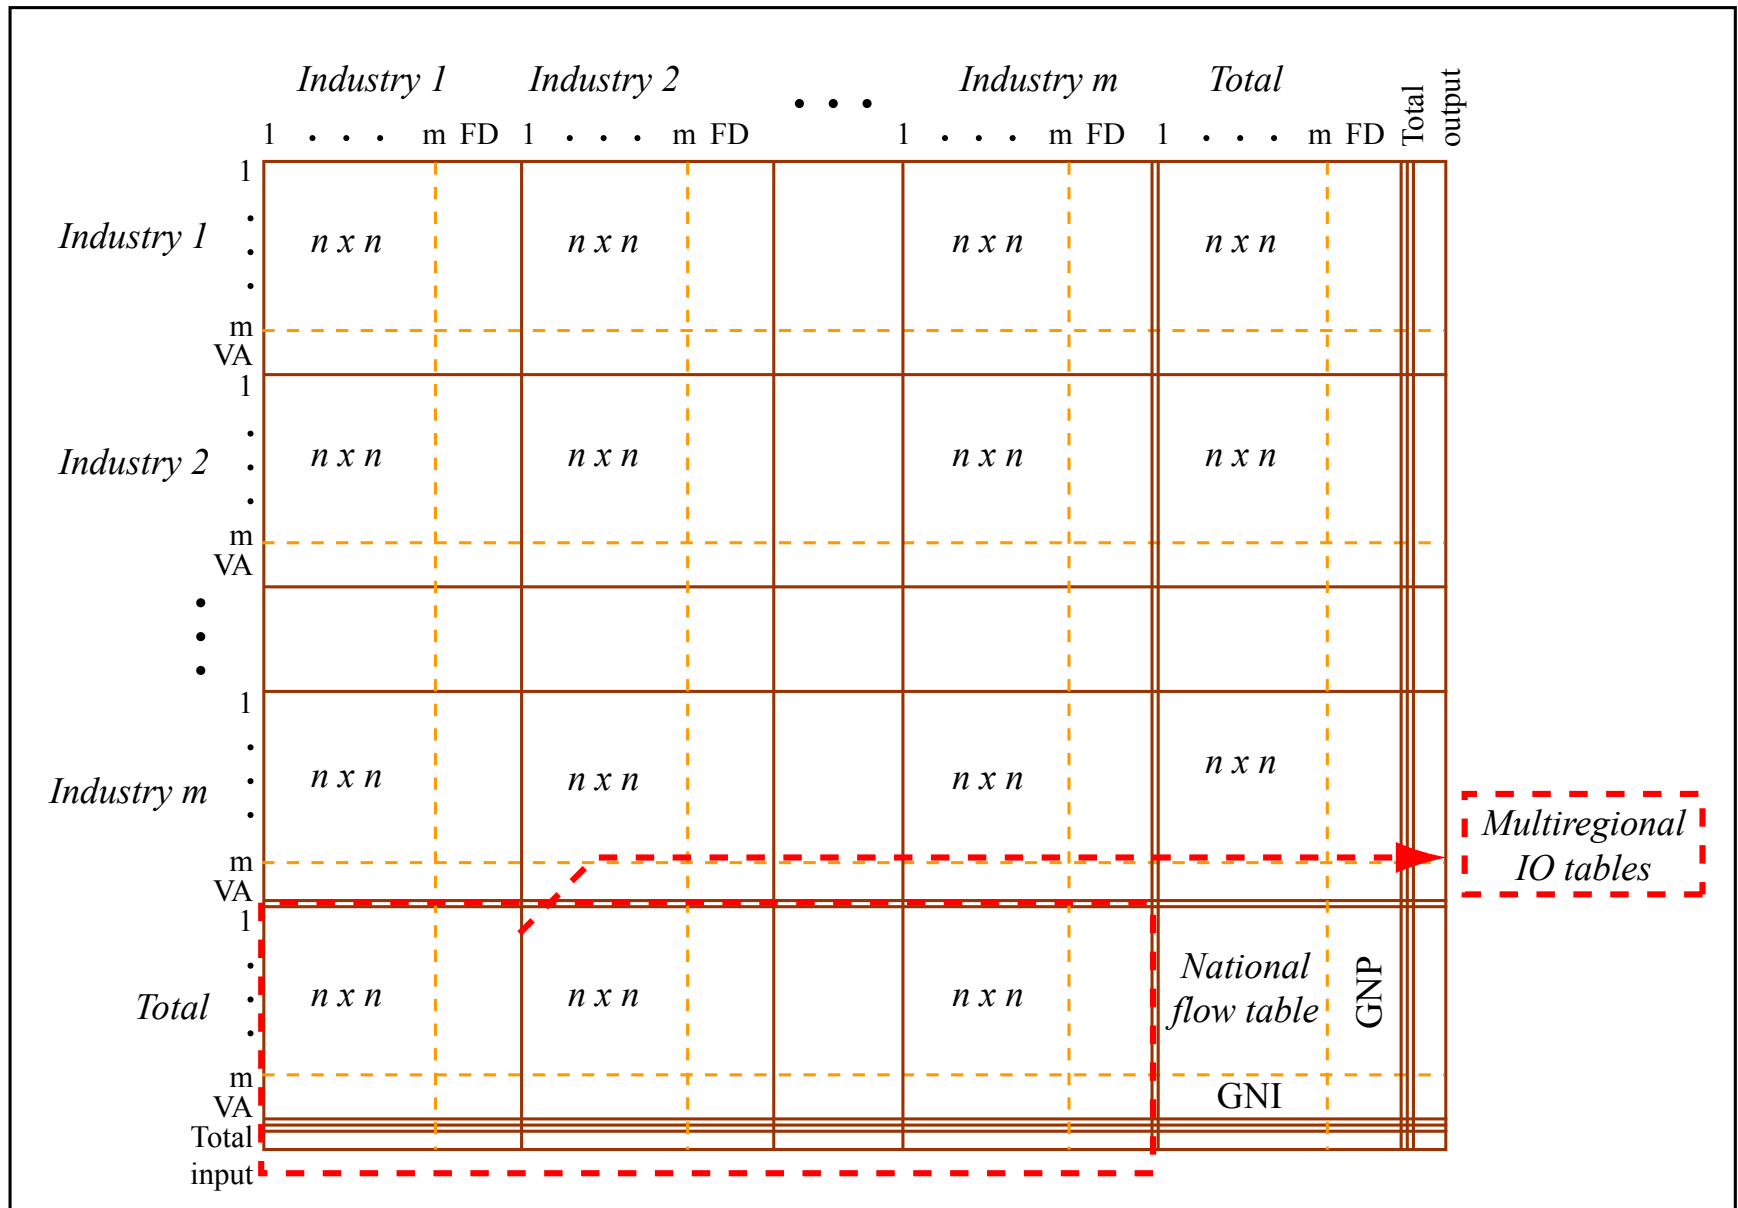 Industry 1 Industry 2 . . . Industry m Total Total output
1 . . . m FD 1 . . . m FD 1 . . . m FD 1 . . . m FD
1
Industry 1 . . . n x n n x n n x n n x n
m
VA
1
Industry 2 . . . n x n n x n n x n n x n
m
VA
. . .
1
Industry m . . . n x n n x n n x n n x n
m
VA
Multiregional
IO tables
1
Total . . . n x n n x n n x n National
flow table GNP
m
VA GNI
Total
input